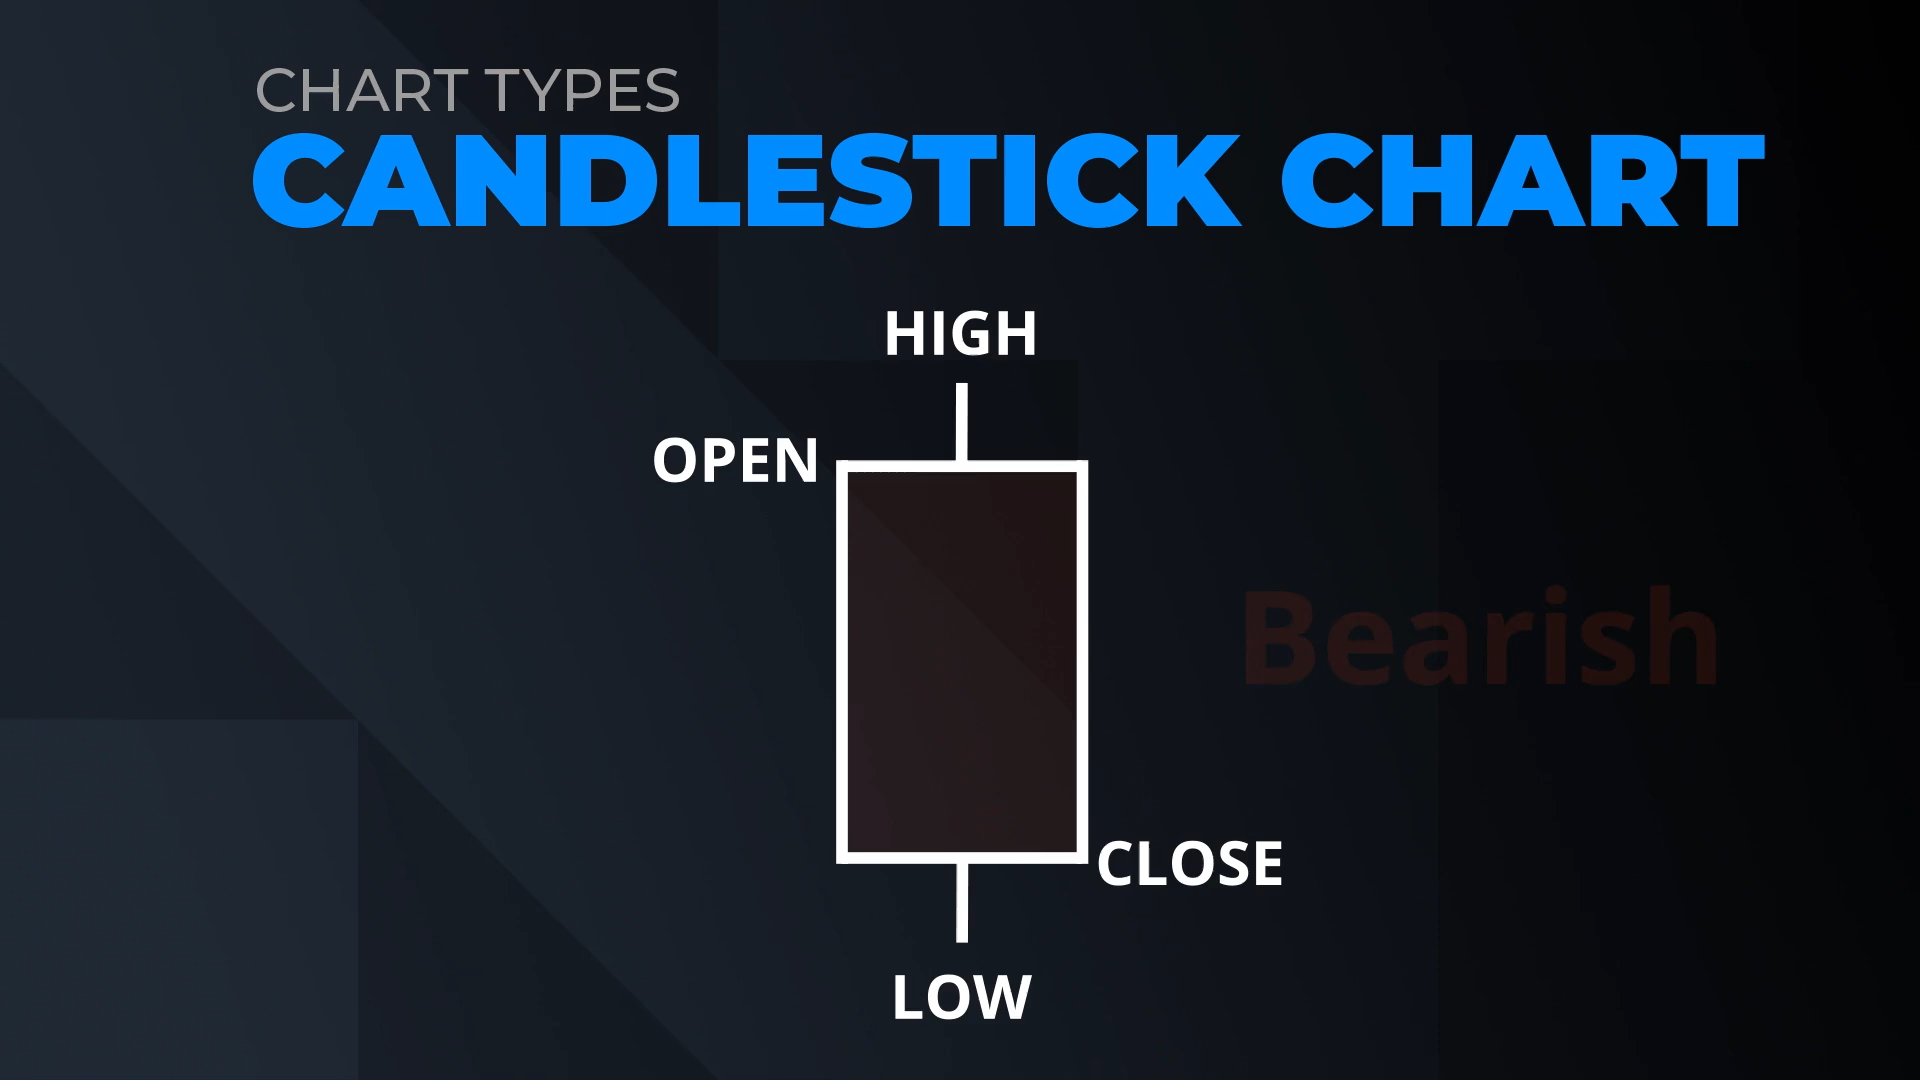 CHART TYPES
CANDLESTICK CHART
HIGH
OPEN
Bearish
CLOSE
LOW